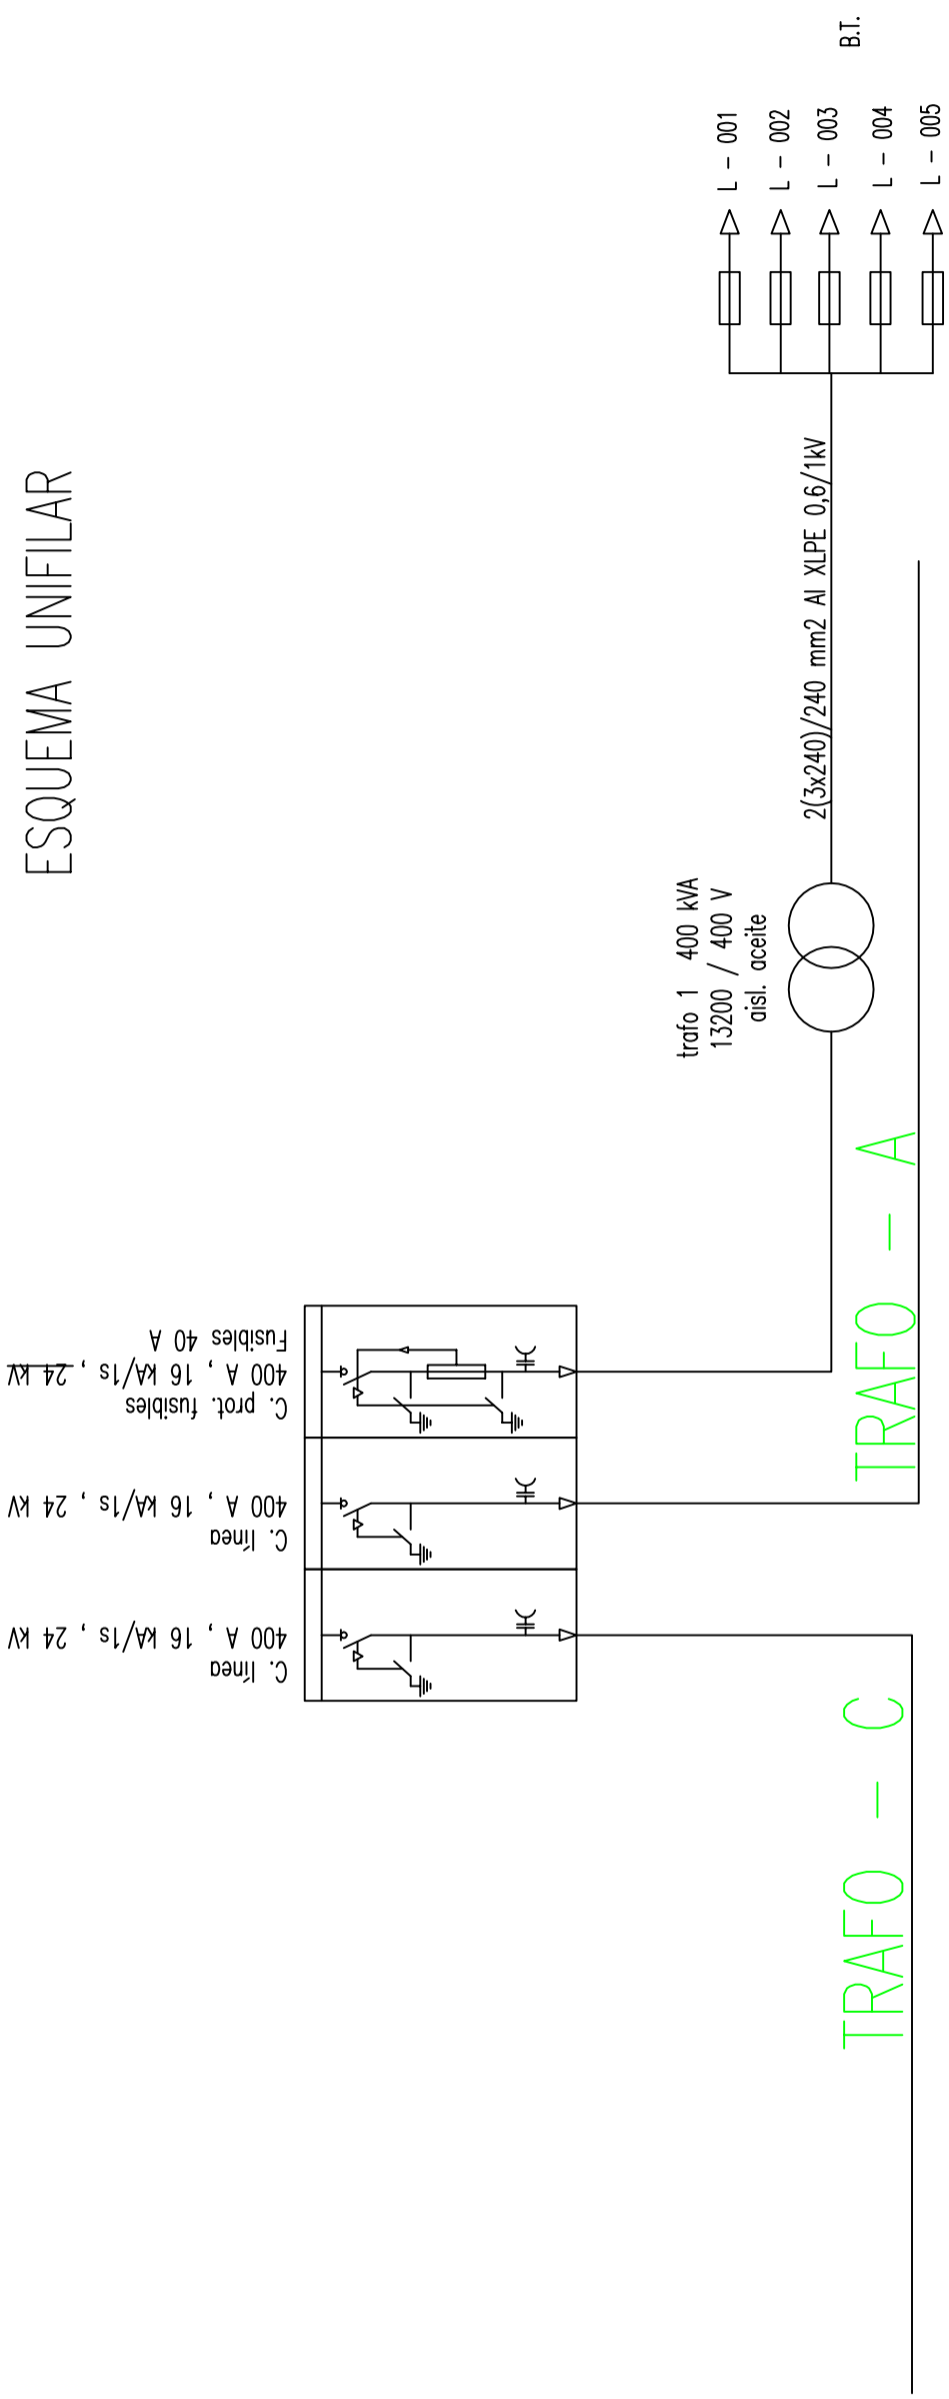 ESQUEMA UNIFILAR
C. línea
400 A , 16 kA/1s , 24 kV
C. línea
400 A , 16 kA/1s , 24 kV
C. prot. fusibles
400 A , 16 kA/1s , 24 kV
Fusibles 40 A
trafo 1 400 kVA
13200 / 400 V
aisl. aceite
2(3x240)/240 mm2 Al XLPE 0,6/1kV
L - 001
L - 002
L - 003
L - 004
L - 005
B.T.
TRAFO - C
TRAFO - A